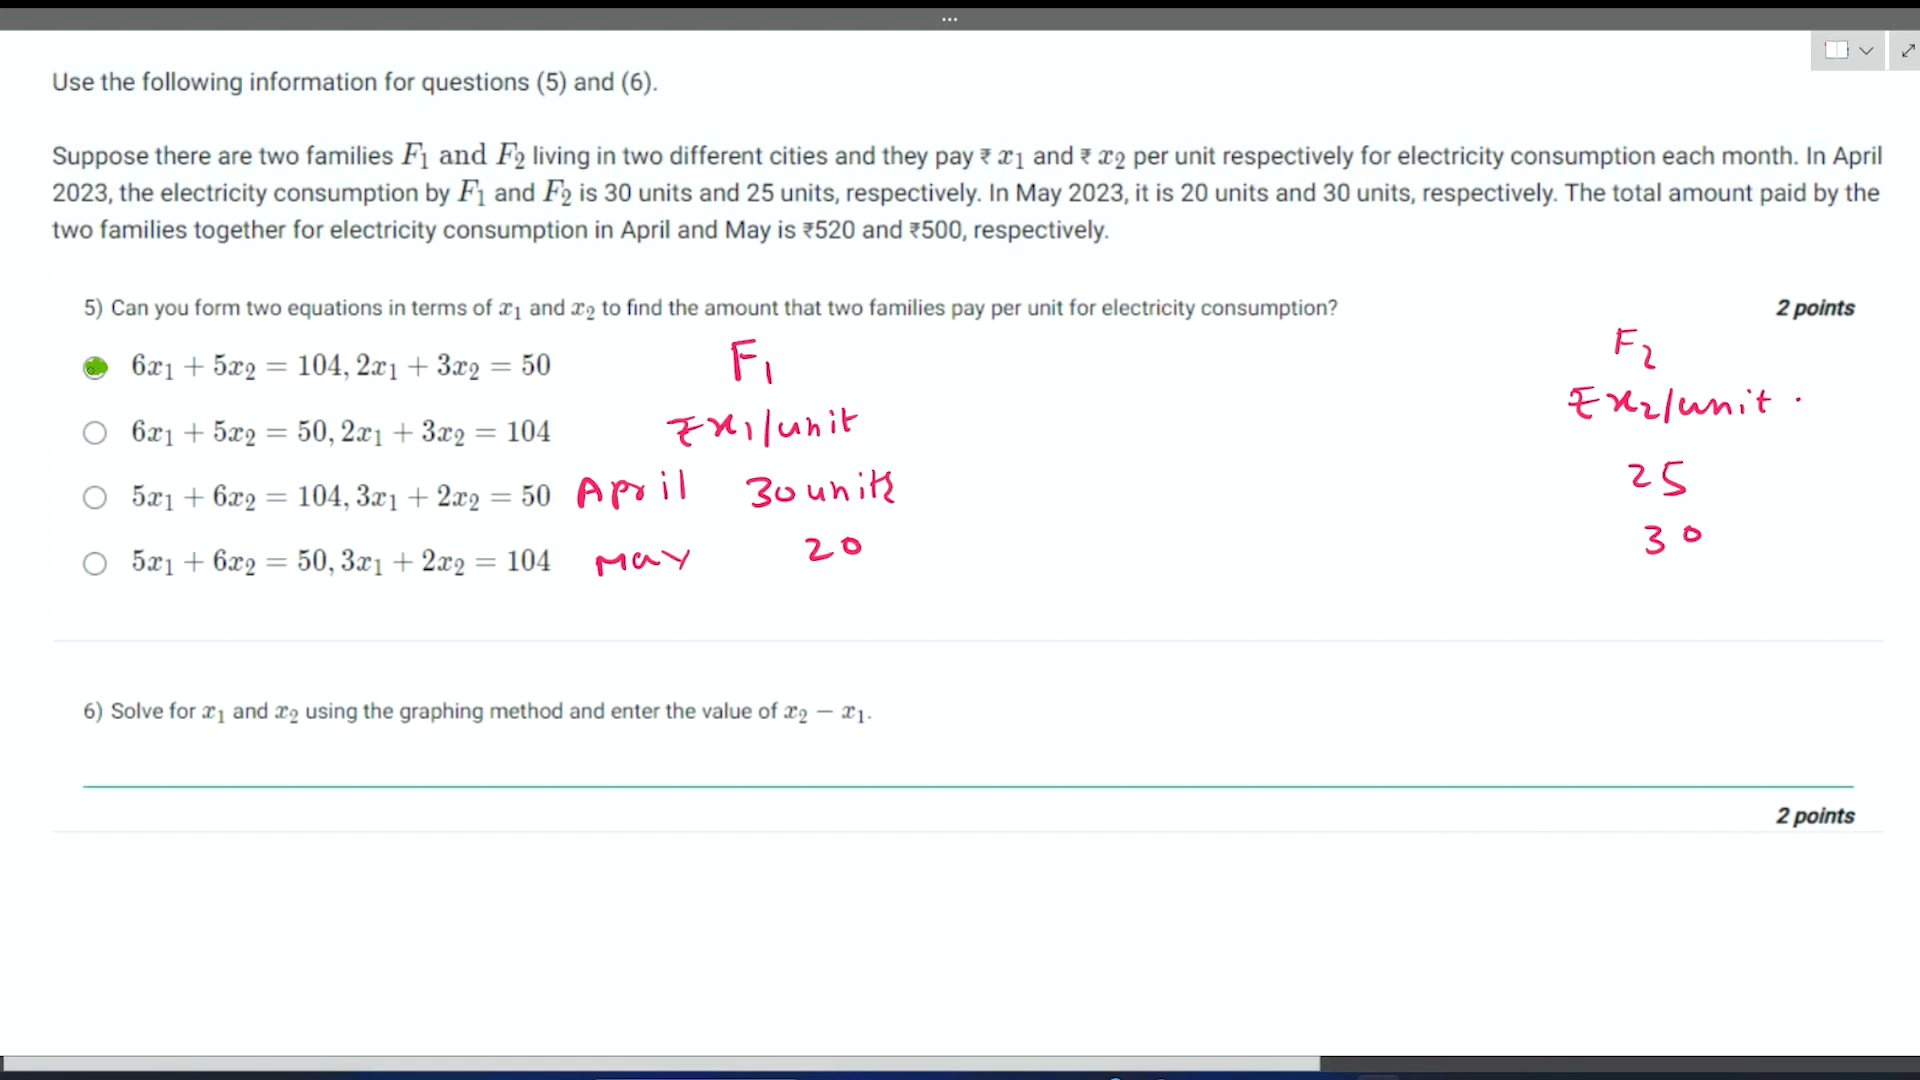 Use the following information for questions (5) and (6).
Suppose there are two families F₁ and F₂ living in two different cities and they pay ₹ x₁ and ₹ x₂ per unit respectively for electricity consumption each month. In April
2023, the electricity consumption by F₁ and F₂ is 30 units and 25 units, respectively. In May 2023, it is 20 units and 30 units, respectively. The total amount paid by the
two families together for electricity consumption in April and May is ₹520 and ₹500, respectively.
5) Can you form two equations in terms of x₁ and x₂ to find the amount that two families pay per unit for electricity consumption?
2 points
6x₁ + 5x₂ = 104, 2x₁ + 3x₂ = 50
6x₁ + 5x₂ = 50, 2x₁ + 3x₂ = 104
5x₁ + 6x₂ = 104, 3x₁ + 2x₂ = 50
5x₁ + 6x₂ = 50, 3x₁ + 2x₂ = 104
F₁ F₂
₹x₁/unit ₹x₂/unit.
April 30 units 25
May 20 30
6) Solve for x₁ and x₂ using the graphing method and enter the value of x₂ − x₁.
2 points